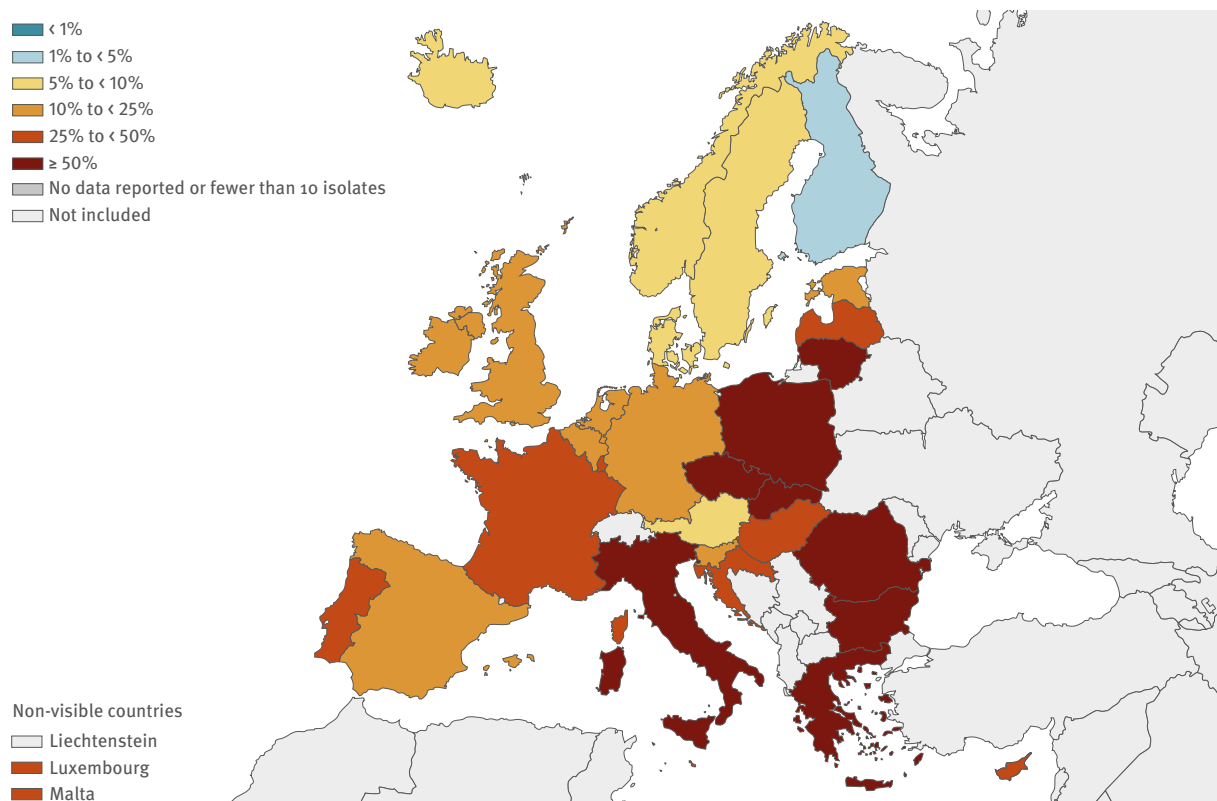 < 1%
1% to < 5%
5% to < 10%
10% to < 25%
25% to < 50%
≥ 50%
No data reported or fewer than 10 isolates
Not included
Non-visible countries
Liechtenstein
Luxembourg
Malta